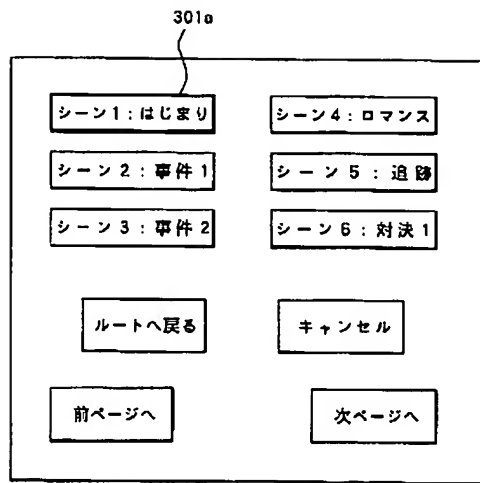 301a
シーン1:はじまり
シーン4:ロマンス
シーン2:事件1
シーン5:追跡
シーン3:事件2
シーン6:対決1
ルートへ戻る
キャンセル
前ページへ
次ページへ